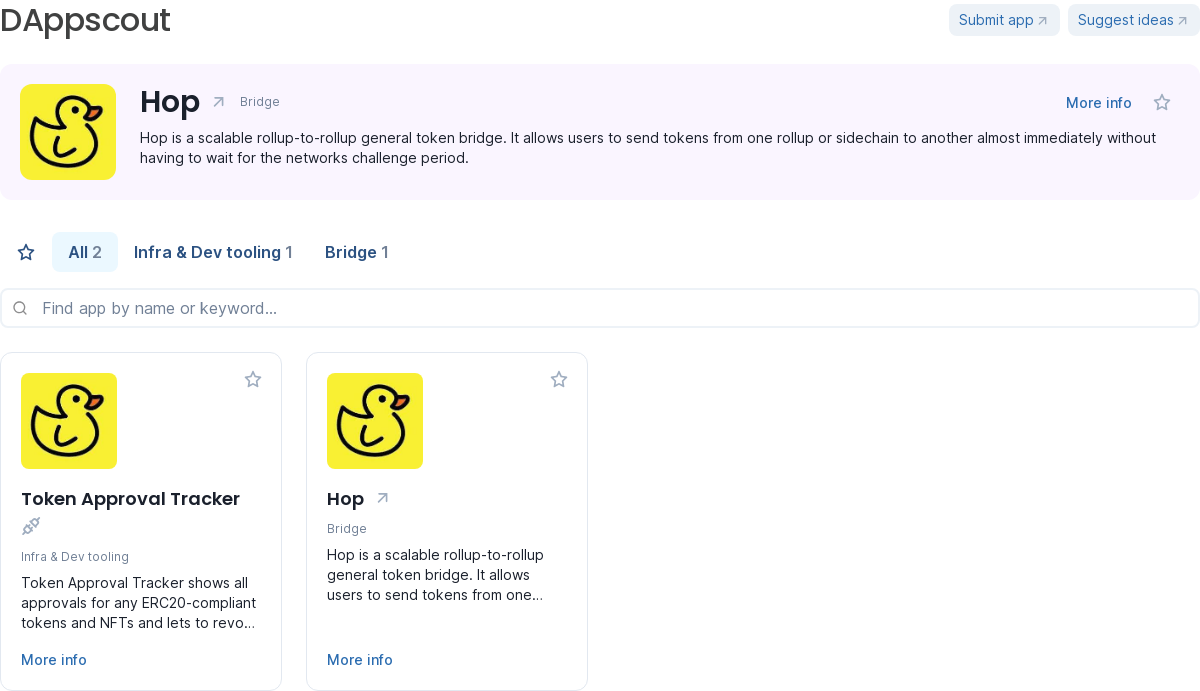 DAppscout
Submit app
Suggest ideas
Hop
Bridge
More info
Hop is a scalable rollup-to-rollup general token bridge. It allows users to send tokens from one rollup or sidechain to another almost immediately without
having to wait for the networks challenge period.
All 2
Infra & Dev tooling 1
Bridge 1
Find app by name or keyword...
Token Approval Tracker
Infra & Dev tooling
Token Approval Tracker shows all
approvals for any ERC20-compliant
tokens and NFTs and lets to revo...
More info
Hop
Bridge
Hop is a scalable rollup-to-rollup
general token bridge. It allows
users to send tokens from one...
More info